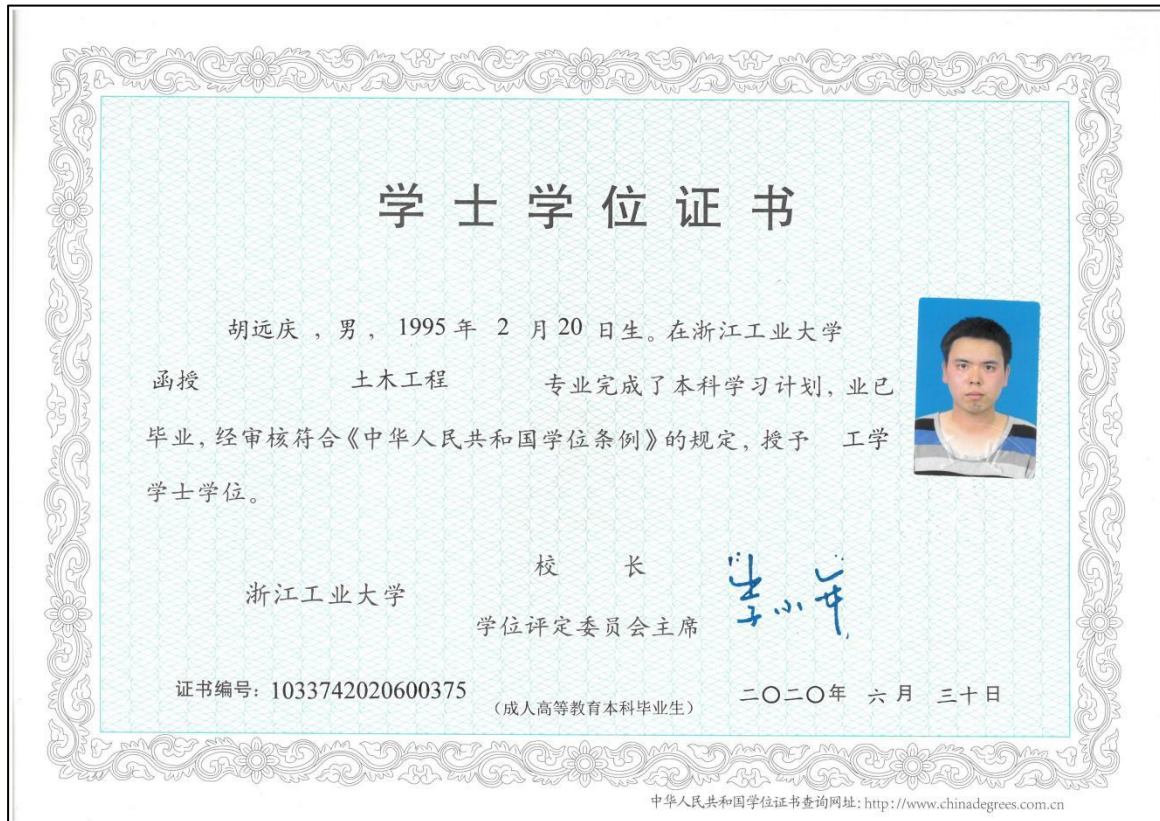 学士学位证书
胡远庆，男，1995年 2 月 20 日生。在浙江工业大学
函授 土木工程 专业完成了本科学习计划，业已
毕业，经审核符合《中华人民共和国学位条例》的规定，授予 工学
学士学位。
校 长
浙江工业大学
学位评定委员会主席
证书编号：1033742020600375
（成人高等教育本科毕业生）
二〇二〇年 六月 三十日
中华人民共和国学位证书查询网址：http://www.chinadegrees.com.cn